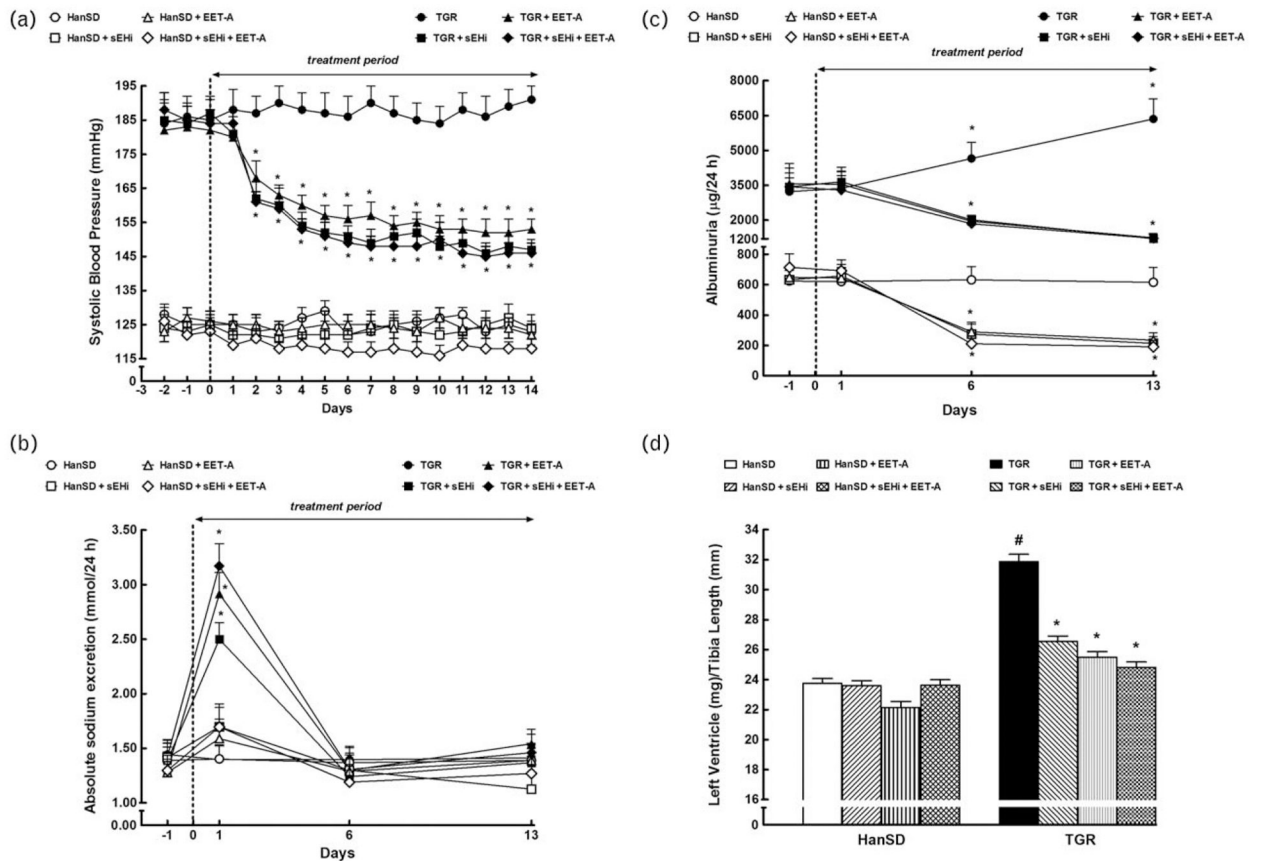 (a)
HanSD HanSD + EET-A TGR TGR + EET-A
HanSD + sEHi HanSD + sEHi + EET-A TGR + sEHi TGR + sEHi + EET-A
treatment period
Systolic Blood Pressure (mmHg)
195
185
175
165
155
145
135
125
115
0
-3 -2 -1 0 1 2 3 4 5 6 7 8 9 10 11 12 13 14
Days
* * * * * * * * * * * * *
* * * * * * * * * * * * *
(c)
HanSD HanSD + EET-A TGR TGR + EET-A
HanSD + sEHi HanSD + sEHi + EET-A TGR + sEHi TGR + sEHi + EET-A
treatment period
Albuminuria (µg/24 h)
8000
6500
5000
3500
2000
1200
800
600
400
200
0
-1 0 1 6 13
Days
* *
* *
* *
* *
(b)
HanSD HanSD + EET-A TGR TGR + EET-A
HanSD + sEHi HanSD + sEHi + EET-A TGR + sEHi TGR + sEHi + EET-A
treatment period
Absolute sodium excretion (mmol/24 h)
3.50
3.00
2.50
2.00
1.50
1.00
0.00
-1 0 1 6 13
Days
*
*
*
(d)
HanSD HanSD + EET-A TGR TGR + EET-A
HanSD + sEHi HanSD + sEHi + EET-A TGR + sEHi TGR + sEHi + EET-A
Left Ventricle (mg)/Tibia Length (mm)
34
32
30
28
26
24
22
20
18
16
0
# * * *
HanSD TGR